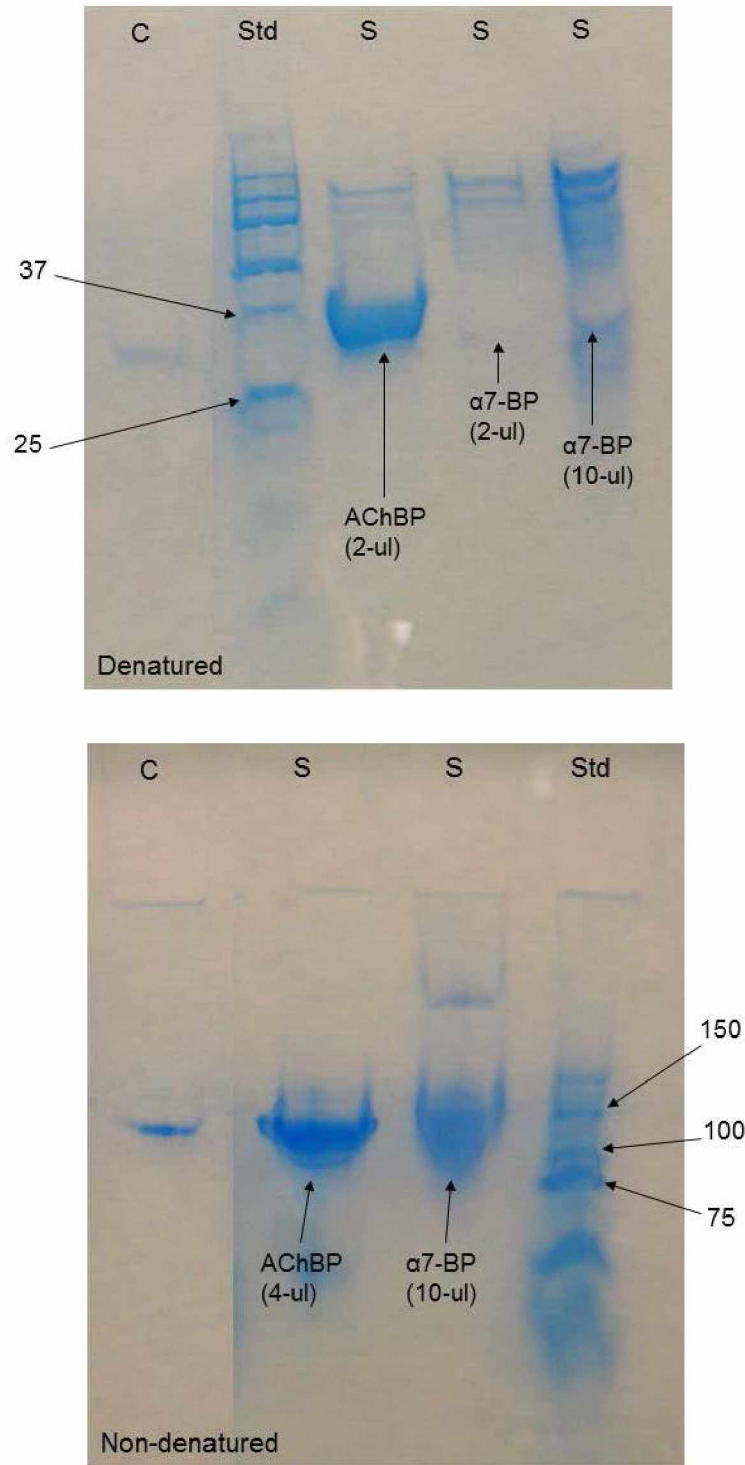 C Std S S S
37
25
α7-BP
(2-ul)
α7-BP
(10-ul)
AChBP
(2-ul)
Denatured
C S S Std
150
100
75
AChBP
(4-ul)
α7-BP
(10-ul)
Non-denatured